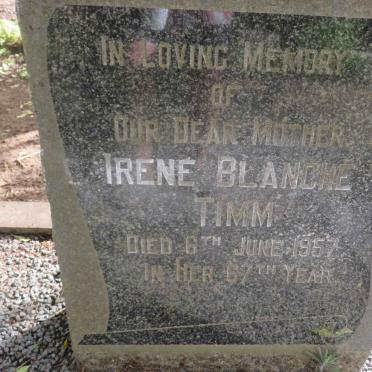 IN LOVING MEMORY
OF
OUR DEAR MOTHER
IRENE BLANCHE
TIMM
DIED 6TH JUNE 1957
IN HER 67TH YEAR